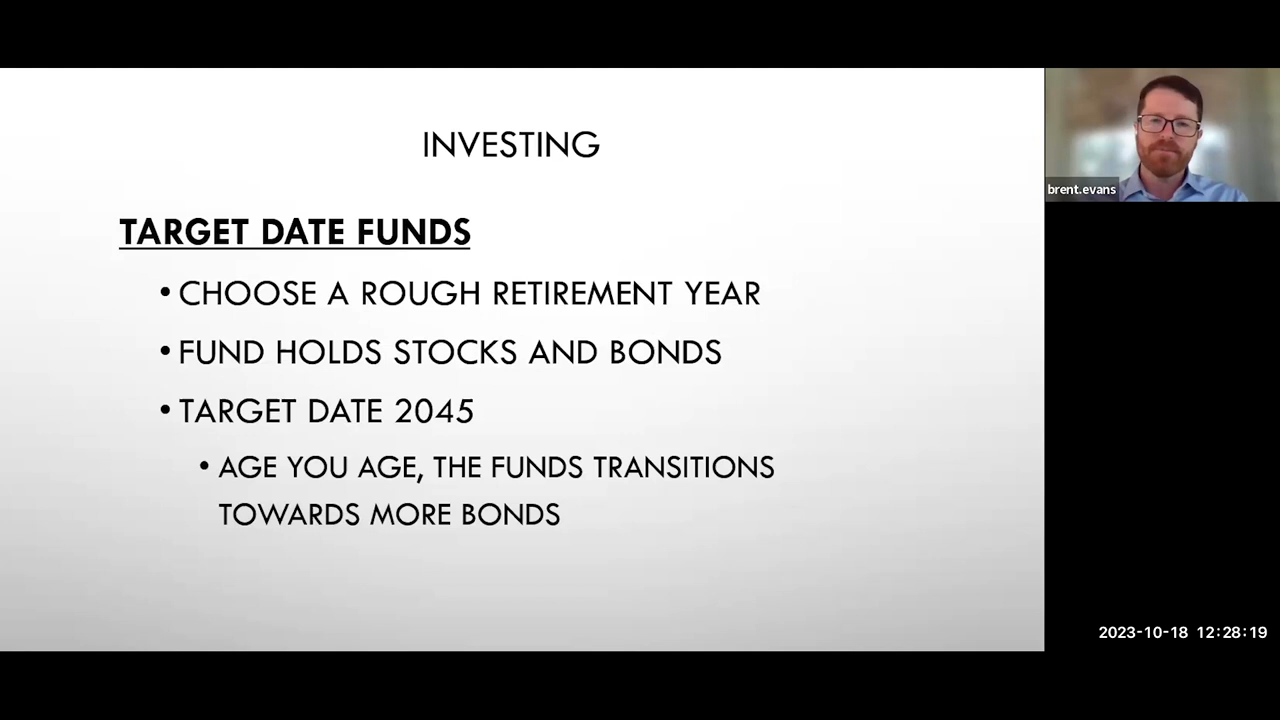 INVESTING
TARGET DATE FUNDS
• CHOOSE A ROUGH RETIREMENT YEAR
• FUND HOLDS STOCKS AND BONDS
• TARGET DATE 2045
• AGE YOU AGE, THE FUNDS TRANSITIONS
TOWARDS MORE BONDS
brent.evans
2023-10-18 12:28:19